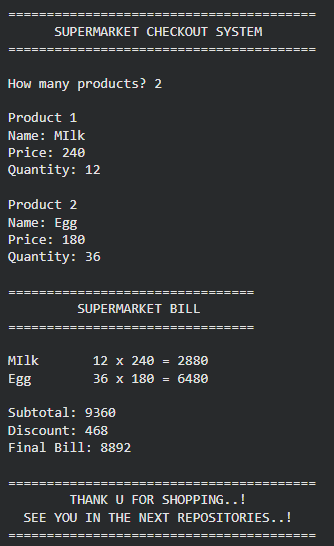 ========================================
SUPERMARKET CHECKOUT SYSTEM
========================================
How many products? 2
Product 1
Name: MIlk
Price: 240
Quantity: 12
Product 2
Name: Egg
Price: 180
Quantity: 36
================================
SUPERMARKET BILL
================================
MIlk 12 x 240 = 2880
Egg 36 x 180 = 6480
Subtotal: 9360
Discount: 468
Final Bill: 8892
========================================
THANK U FOR SHOPPING..!
SEE YOU IN THE NEXT REPOSITORIES..!
========================================